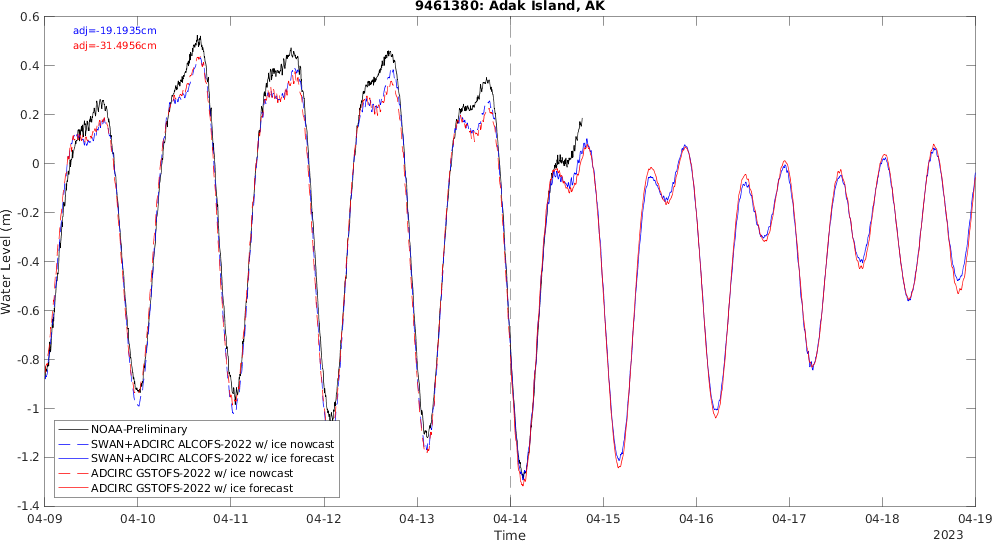 9461380: Adak Island, AK
adj=-19.1935cm
adj=-31.4956cm
Water Level (m)
0.6
0.4
0.2
0
-0.2
-0.4
-0.6
-0.8
-1
-1.2
-1.4
NOAA-Preliminary
SWAN+ADCIRC ALCOFS-2022 w/ ice nowcast
SWAN+ADCIRC ALCOFS-2022 w/ ice forecast
ADCIRC GSTOFS-2022 w/ ice nowcast
ADCIRC GSTOFS-2022 w/ ice forecast
04-09 04-10 04-11 04-12 04-13 04-14 04-15 04-16 04-17 04-18 04-19
Time
2023